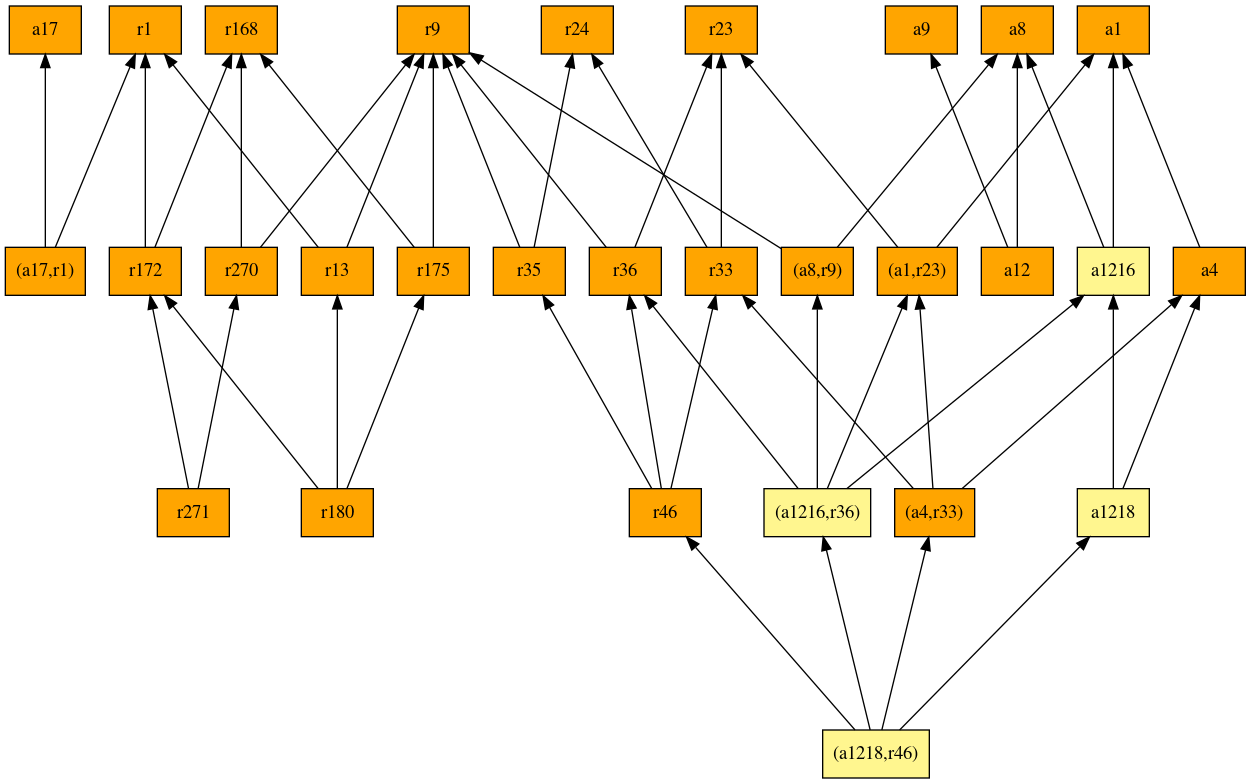 a17
r1
r168
r9
r24
r23
a9
a8
a1
(a17,r1)
r172
r270
r13
r175
r35
r36
r33
(a8,r9)
(a1,r23)
a12
a1216
a4
r271
r180
r46
(a1216,r36)
(a4,r33)
a1218
(a1218,r46)